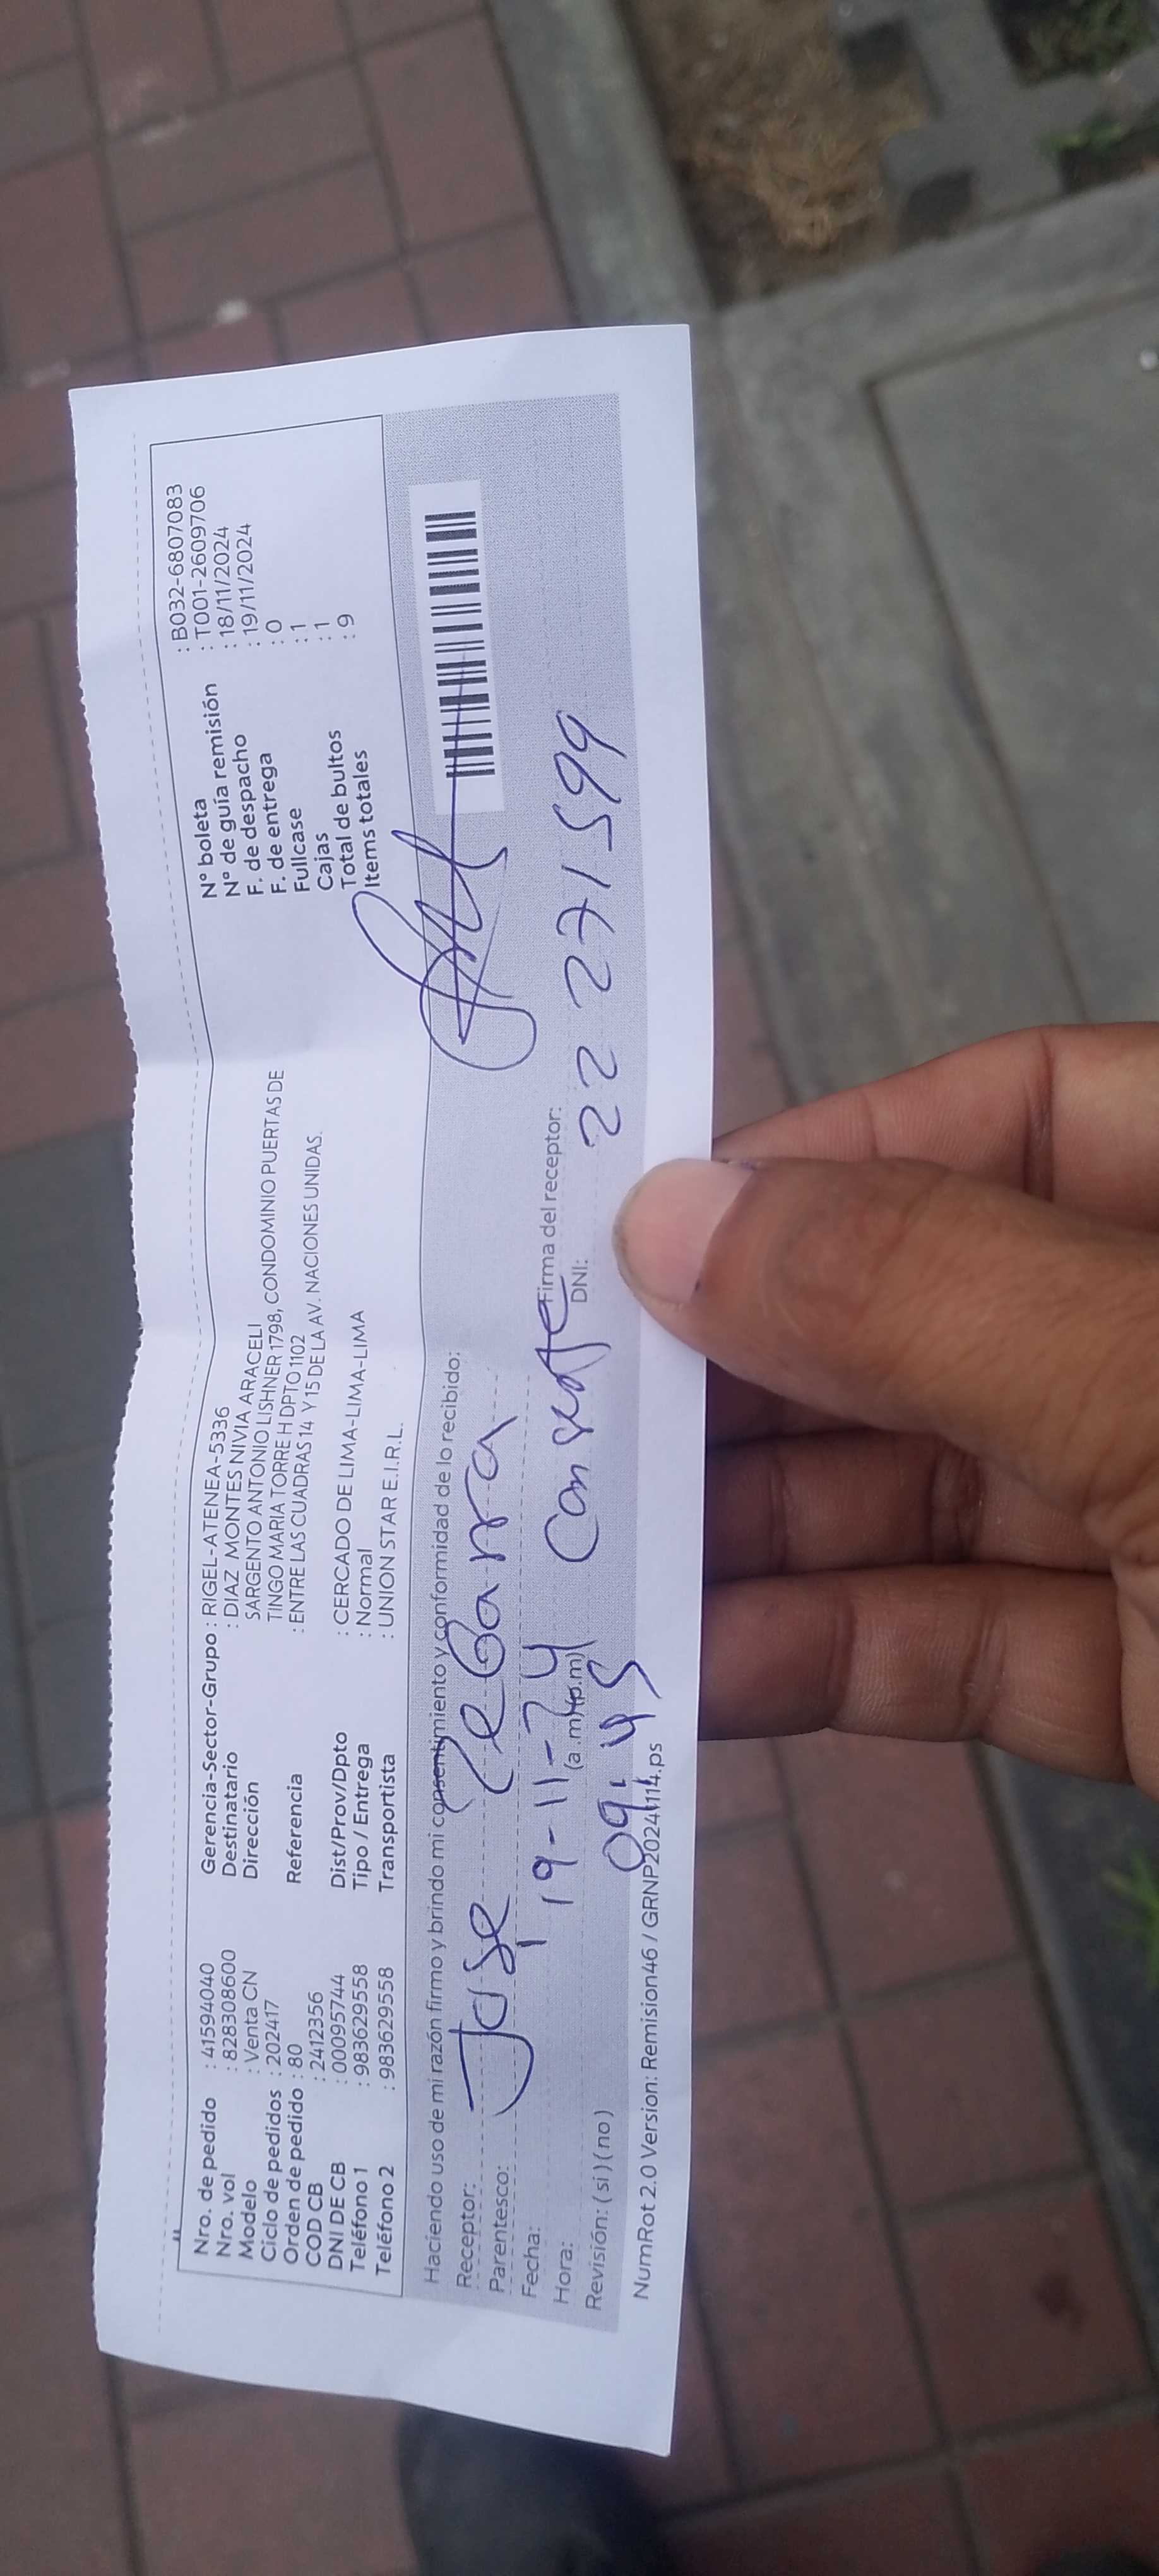 Nro. de pedido : 41594040
Nro. vol : 828308600
Modelo : Venta CN
Ciclo de pedidos : 202417
Orden de pedido : 80
COD CB : 2412356
DNI DE CB : 00095744
Teléfono 1 : 983629558
Teléfono 2 : 983629558
Gerencia-Sector-Grupo : RIGEL-ATENEA-5336
Destinatario : DIAZ MONTES NIVIA ARACELI
Dirección SARGENTO ANTONIO LISHNER 1798, CONDOMINIO PUERTAS DE
TINGO MARIA TORRE H DPTO 1102
Referencia : ENTRE LAS CUADRAS 14 Y 15 DE LA AV. NACIONES UNIDAS.
Dist/Prov/Dpto : CERCADO DE LIMA-LIMA-LIMA
Tipo / Entrega : Normal
Transportista : UNION STAR E.I.R.L.
N° boleta : B032-6807083
N° de guía remisión : T001-2609706
F. de despacho : 18/11/2024
F. de entrega : 19/11/2024
Fullcase : 0
Cajas : 1
Total de bultos : 1
Items totales : 9
Haciendo uso de mi razón firmo y brindo mi consentimiento y conformidad de lo recibido:
Receptor: Jose
Parentesco:
Fecha: 19-11-24
Hora: 09:45 (a.m)(p.m)
Revisión: ( si ) ( no )
Firma del receptor:
DNI: 22271599
NumRot 2.0 Version: Remision46 / GRNP20241114.ps